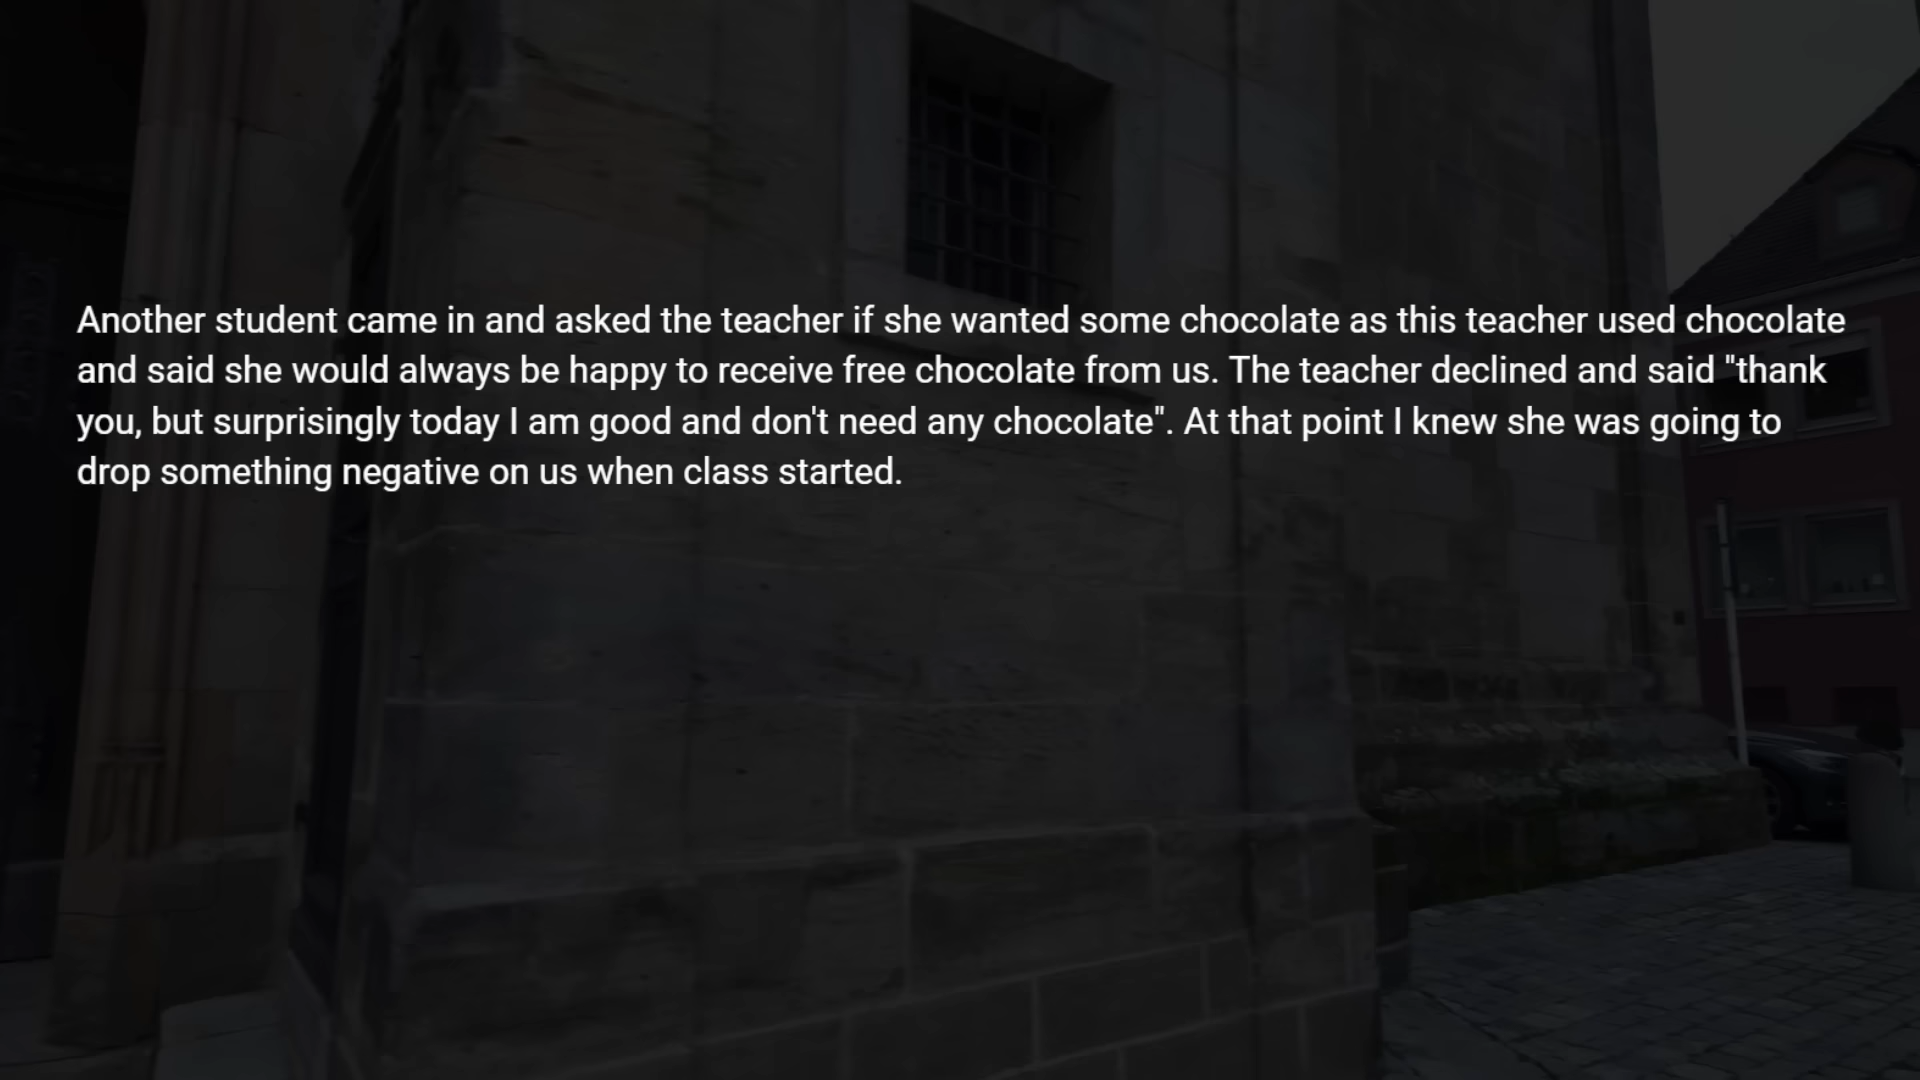 Another student came in and asked the teacher if she wanted some chocolate as this teacher used chocolate
and said she would always be happy to receive free chocolate from us. The teacher declined and said "thank
you, but surprisingly today I am good and don't need any chocolate". At that point I knew she was going to
drop something negative on us when class started.